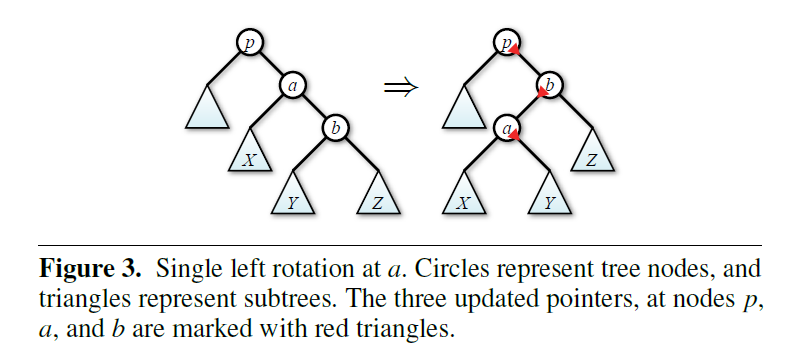 p p
a ⇒ b
b a
X Z
Y Z X Y
Figure 3. Single left rotation at a. Circles represent tree nodes, and
triangles represent subtrees. The three updated pointers, at nodes p,
a, and b are marked with red triangles.